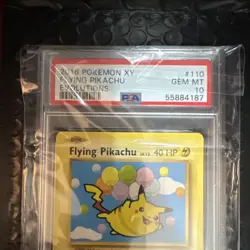 2016 POKEMON XY #110
FLYING PIKACHU GEM MT
EVOLUTIONS 10
PSA 55884187
Flying Pikachu 40 HP